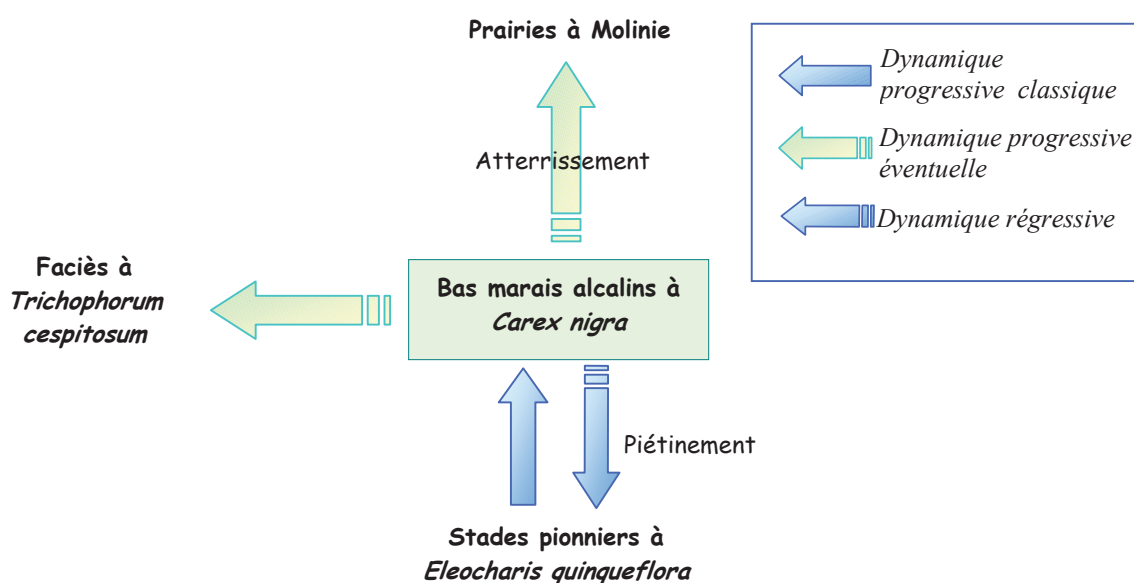 Prairies à Molinie
Dynamique
progressive classique
Dynamique progressive
éventuelle
Dynamique régressive
Atterrissement
Faciès à
Trichophorum
cespitosum
Bas marais alcalins à
Carex nigra
Piétinement
Stades pionniers à
Eleocharis quinqueflora